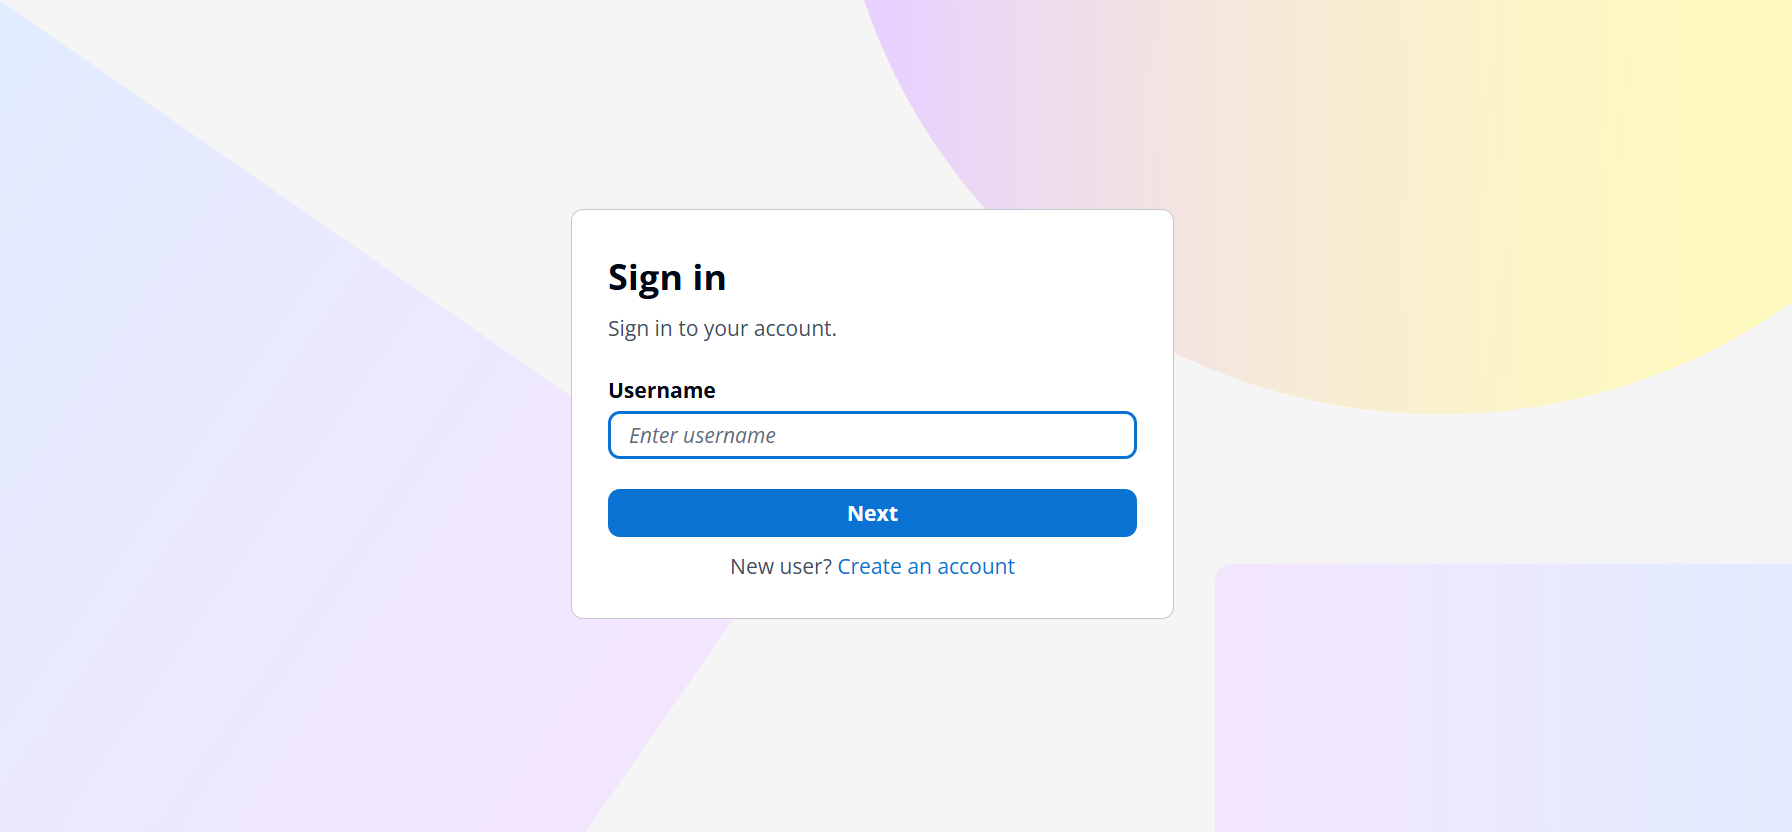 Sign in
Sign in to your account.
Username
Enter username
Next
New user? Create an account